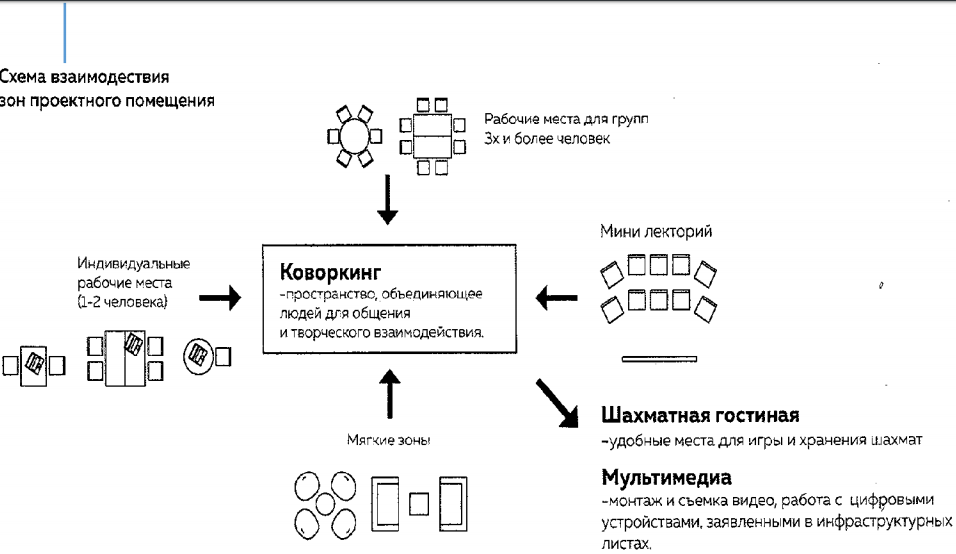 Схема взаимодествия
зон проектного помещения
Рабочие места для групп
3х и более человек
Мини лекторий
Индивидуальные
рабочие места
(1-2 человека)
Коворкинг
-пространство, объединяющее
людей для общения
и творческого взаимодействия.
Мягкие зоны
Шахматная гостиная
-удобные места для игры и хранения шахмат
Мультимедиа
-монтаж и съемка видео, работа с цифровыми
устройствами, заявленными в инфраструктурных
листах.